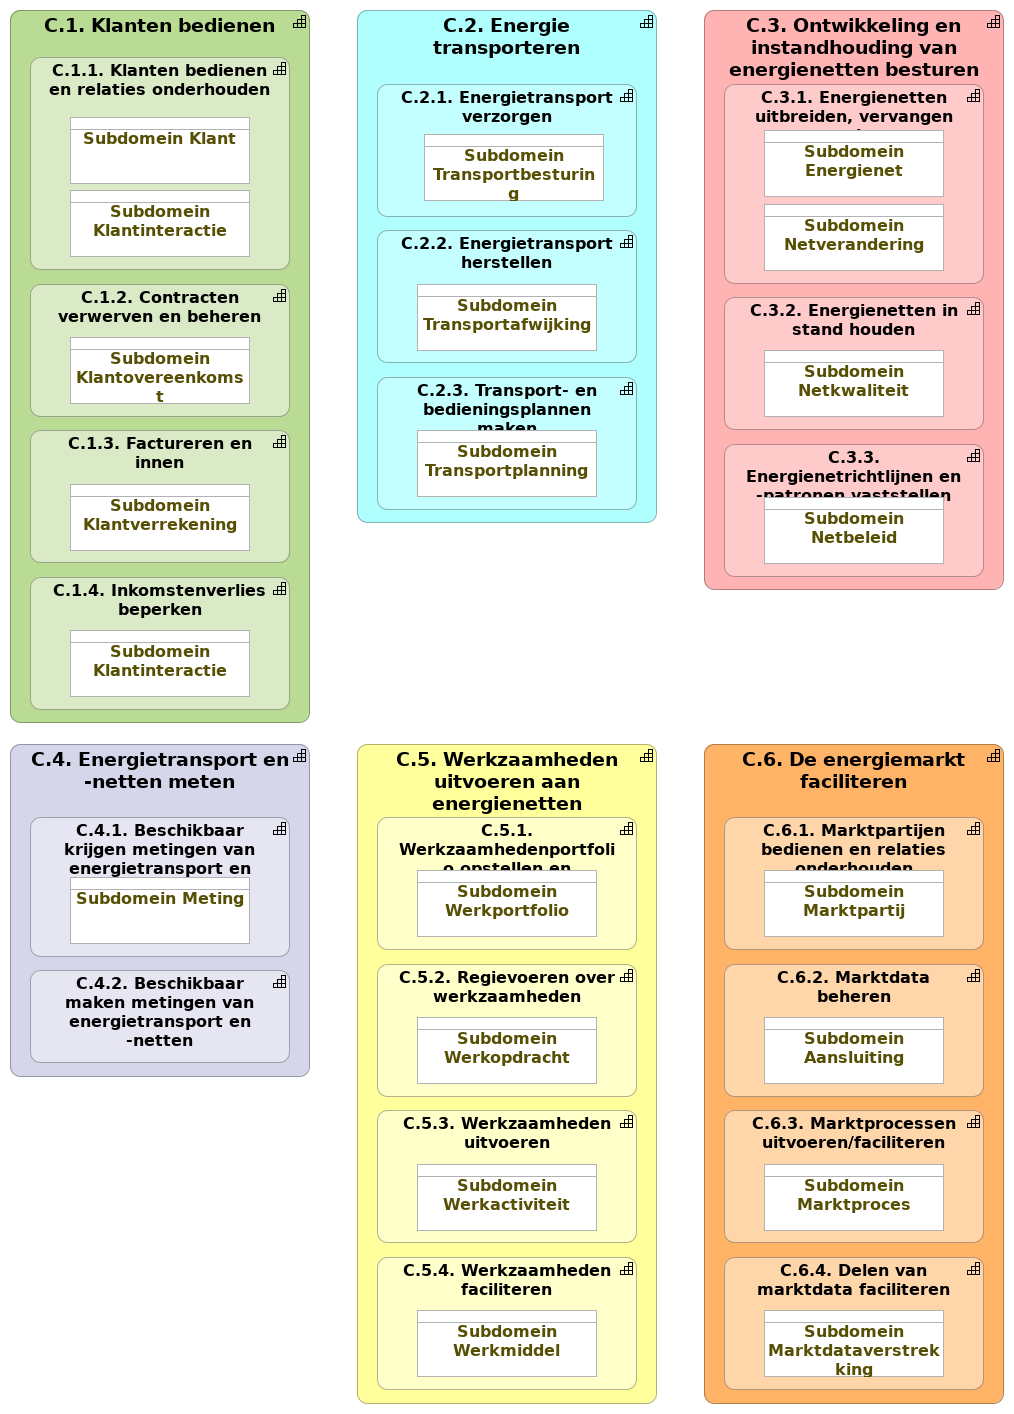 C.1. Klanten bedienen
C.1.1. Klanten bedienen
en relaties onderhouden
Subdomein Klant
Subdomein
Klantinteractie
C.1.2. Contracten
verwerven en beheren
Subdomein
Klantovereenkoms
t
C.1.3. Factureren en
innen
Subdomein
Klantverrekening
C.1.4. Inkomstenverlies
beperken
Subdomein
Klantinteractie
C.2. Energie
transporteren
C.2.1. Energietransport
verzorgen
Subdomein
Transportbesturin
g
C.2.2. Energietransport
herstellen
Subdomein
Transportafwijking
C.2.3. Transport- en
bedieningsplannen
maken
Subdomein
Transportplanning
C.3. Ontwikkeling en
instandhouding van
energienetten besturen
C.3.1. Energienetten
uitbreiden, vervangen
Subdomein
Energienet
Subdomein
Netverandering
C.3.2. Energienetten in
stand houden
Subdomein
Netkwaliteit
C.3.3.
Energienetrichtlijnen en
-patronen vaststellen
Subdomein
Netbeleid
C.4. Energietransport en
-netten meten
C.4.1. Beschikbaar
krijgen metingen van
energietransport en
Subdomein Meting
C.4.2. Beschikbaar
maken metingen van
energietransport en
-netten
C.5. Werkzaamheden
uitvoeren aan
energienetten
C.5.1.
Werkzaamhedenportfoli
o opstellen en
Subdomein
Werkportfolio
C.5.2. Regievoeren over
werkzaamheden
Subdomein
Werkopdracht
C.5.3. Werkzaamheden
uitvoeren
Subdomein
Werkactiviteit
C.5.4. Werkzaamheden
faciliteren
Subdomein
Werkmiddel
C.6. De energiemarkt
faciliteren
C.6.1. Marktpartijen
bedienen en relaties
onderhouden
Subdomein
Marktpartij
C.6.2. Marktdata
beheren
Subdomein
Aansluiting
C.6.3. Marktprocessen
uitvoeren/faciliteren
Subdomein
Marktproces
C.6.4. Delen van
marktdata faciliteren
Subdomein
Marktdataverstrek
king